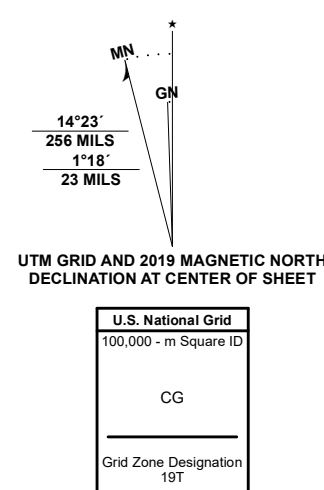 ★
MN
GN
14°23´
256 MILS
1°18´
23 MILS
UTM GRID AND 2019 MAGNETIC NORTH
DECLINATION AT CENTER OF SHEET
U.S. National Grid
100,000 - m Square ID
CG
Grid Zone Designation
19T